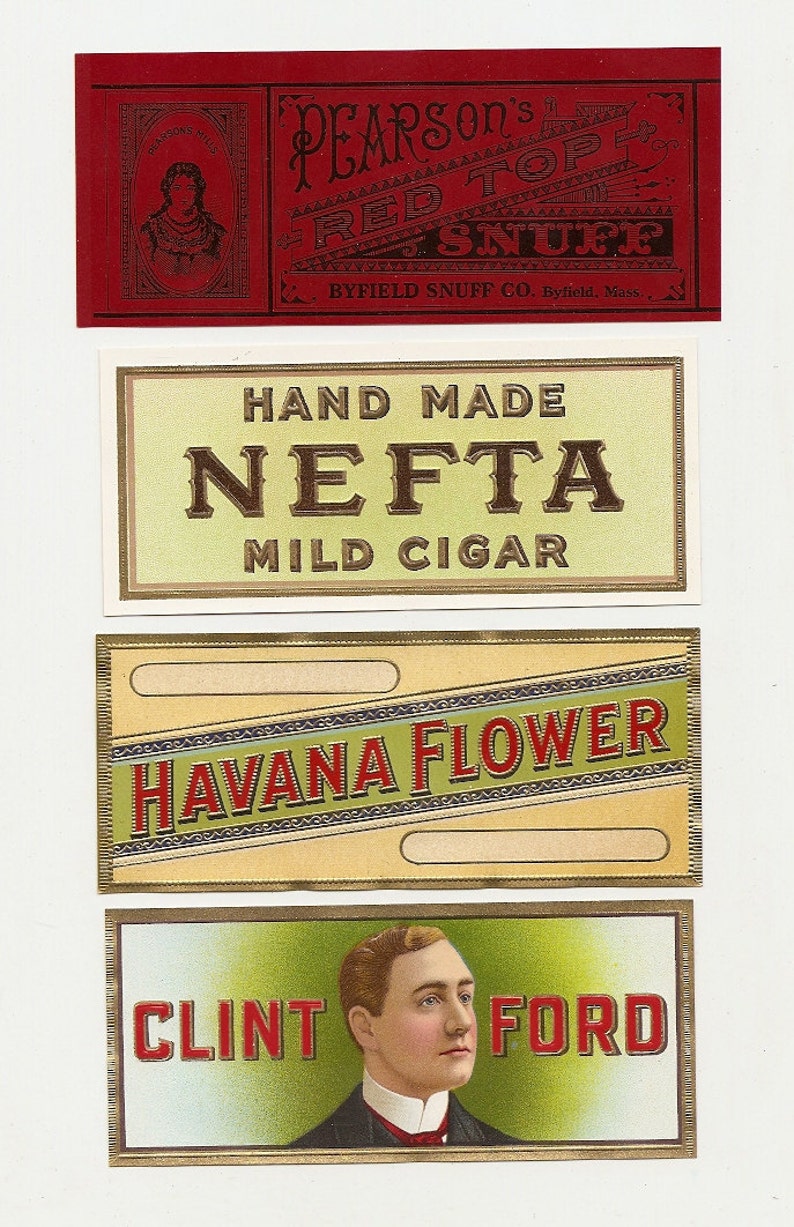 PEARSONS MILLS
PEARSON'S
RED TOP
SNUFF
BYFIELD SNUFF CO. Byfield, Mass.
HAND MADE
NEFTA
MILD CIGAR
HAVANA FLOWER
CLINT FORD